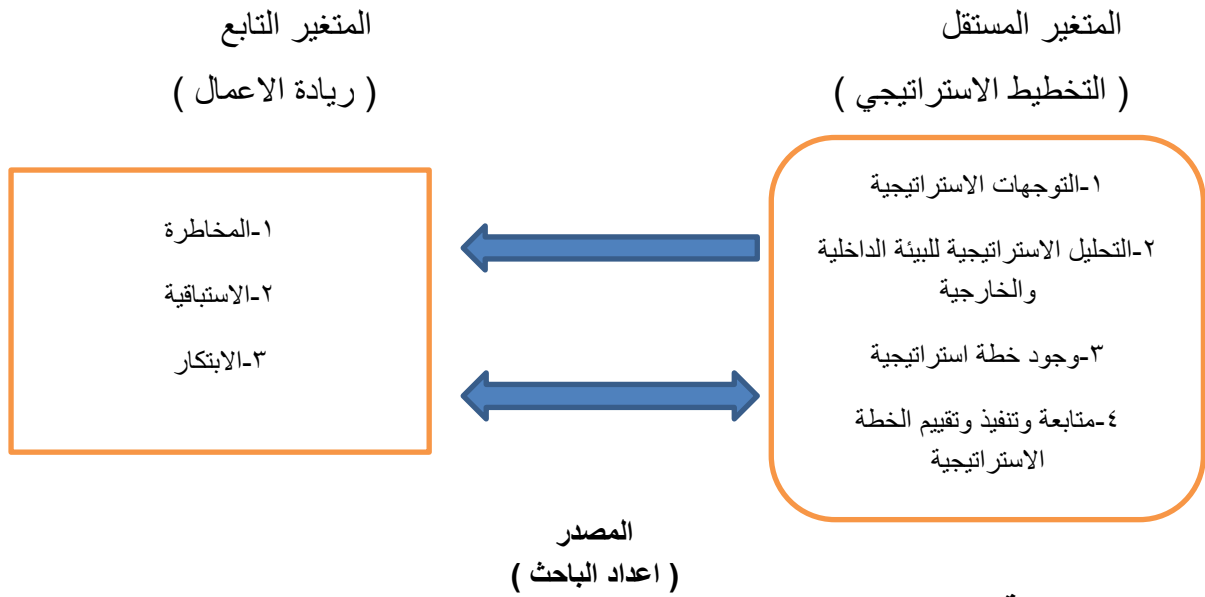 المتغير المستقل
( التخطيط الاستراتيجي )
١-التوجهات الاستراتيجية
٢-التحليل الاستراتيجية للبيئة الداخلية
والخارجية
٣-وجود خطة استراتيجية
٤-متابعة وتنفيذ وتقييم الخطة
الاستراتيجية
المتغير التابع
( ريادة الاعمال )
١-المخاطرة
٢-الاستباقية
٣-الابتكار
المصدر
( اعداد الباحث )